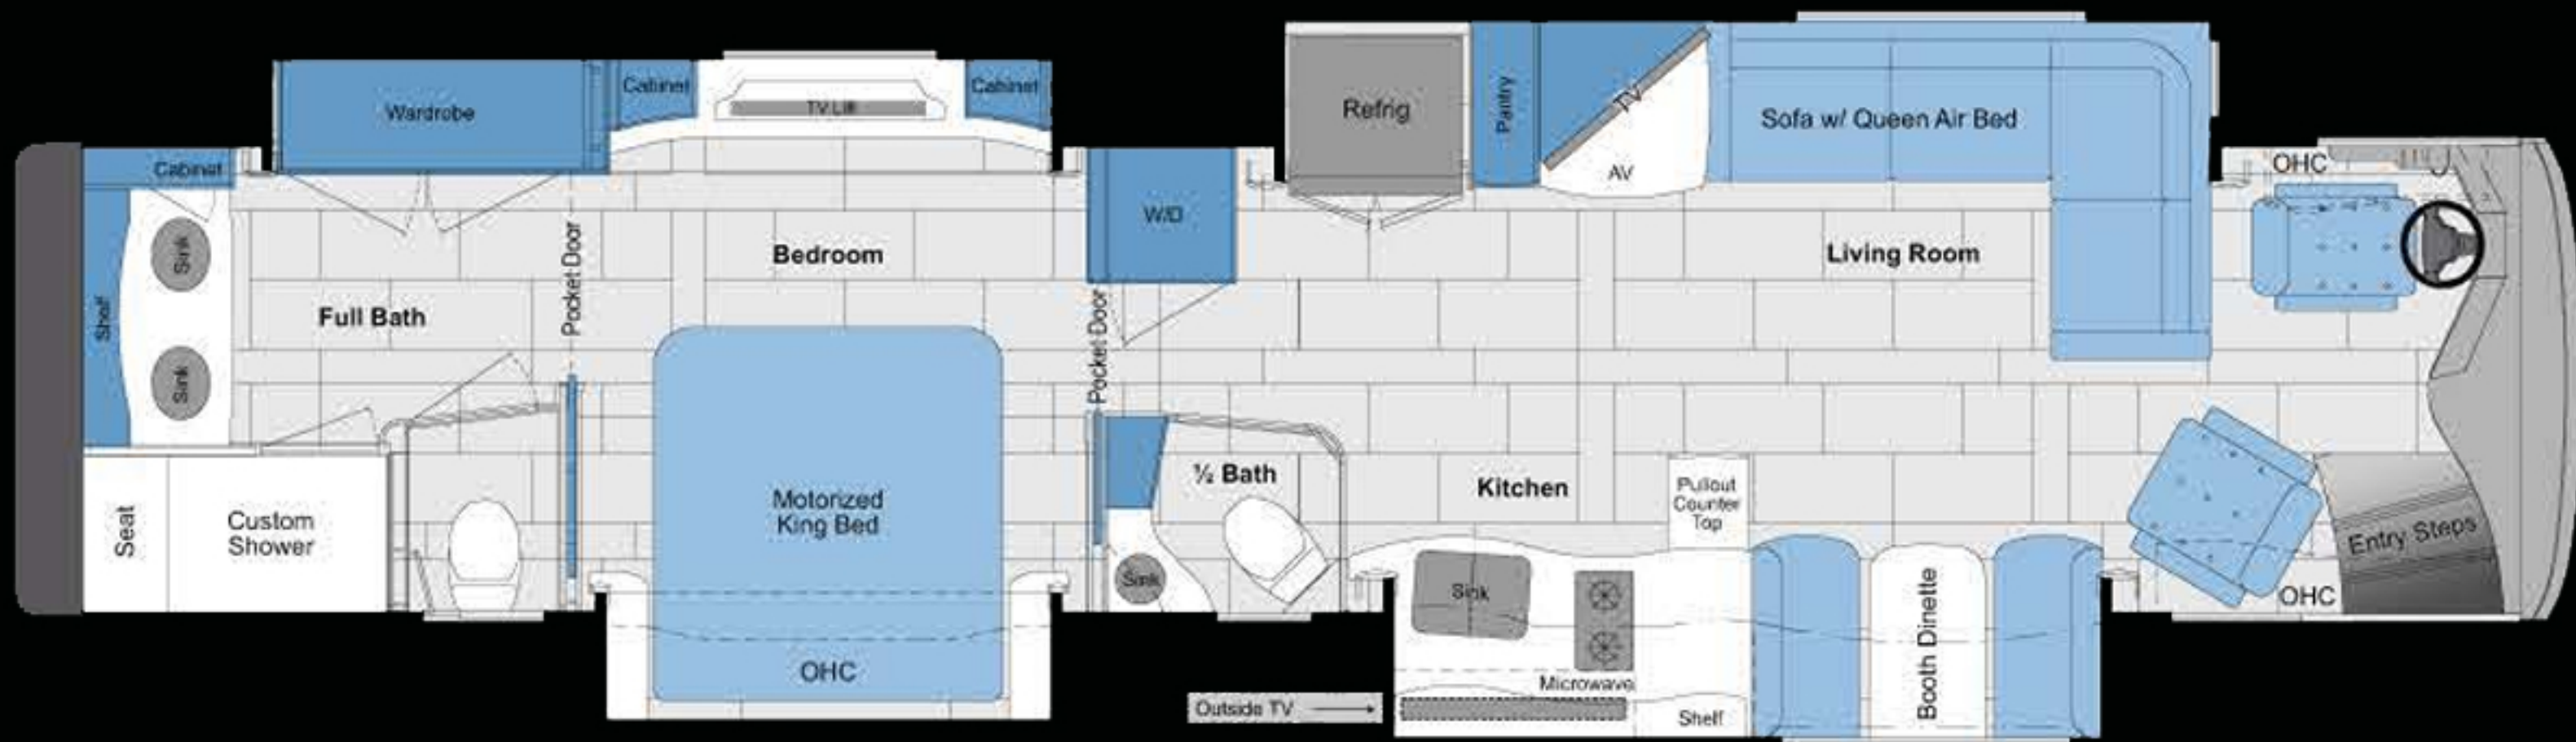 Wardrobe
Cabinet
TV Lift
Cabinet
Cabinet
Sink
Shelf
Full Bath
Sink
Pocket Door
Bedroom
Seat
Custom
Shower
Motorized
King Bed
OHC
W/D
Pocket Door
½ Bath
Sink
Refrig
Pantry
TV
AV
Sofa w/ Queen Air Bed
Living Room
OHC
Kitchen
Pullout
Counter
Top
Sink
Microwave
Outside TV
Shelf
Booth Dinette
Entry Steps
OHC